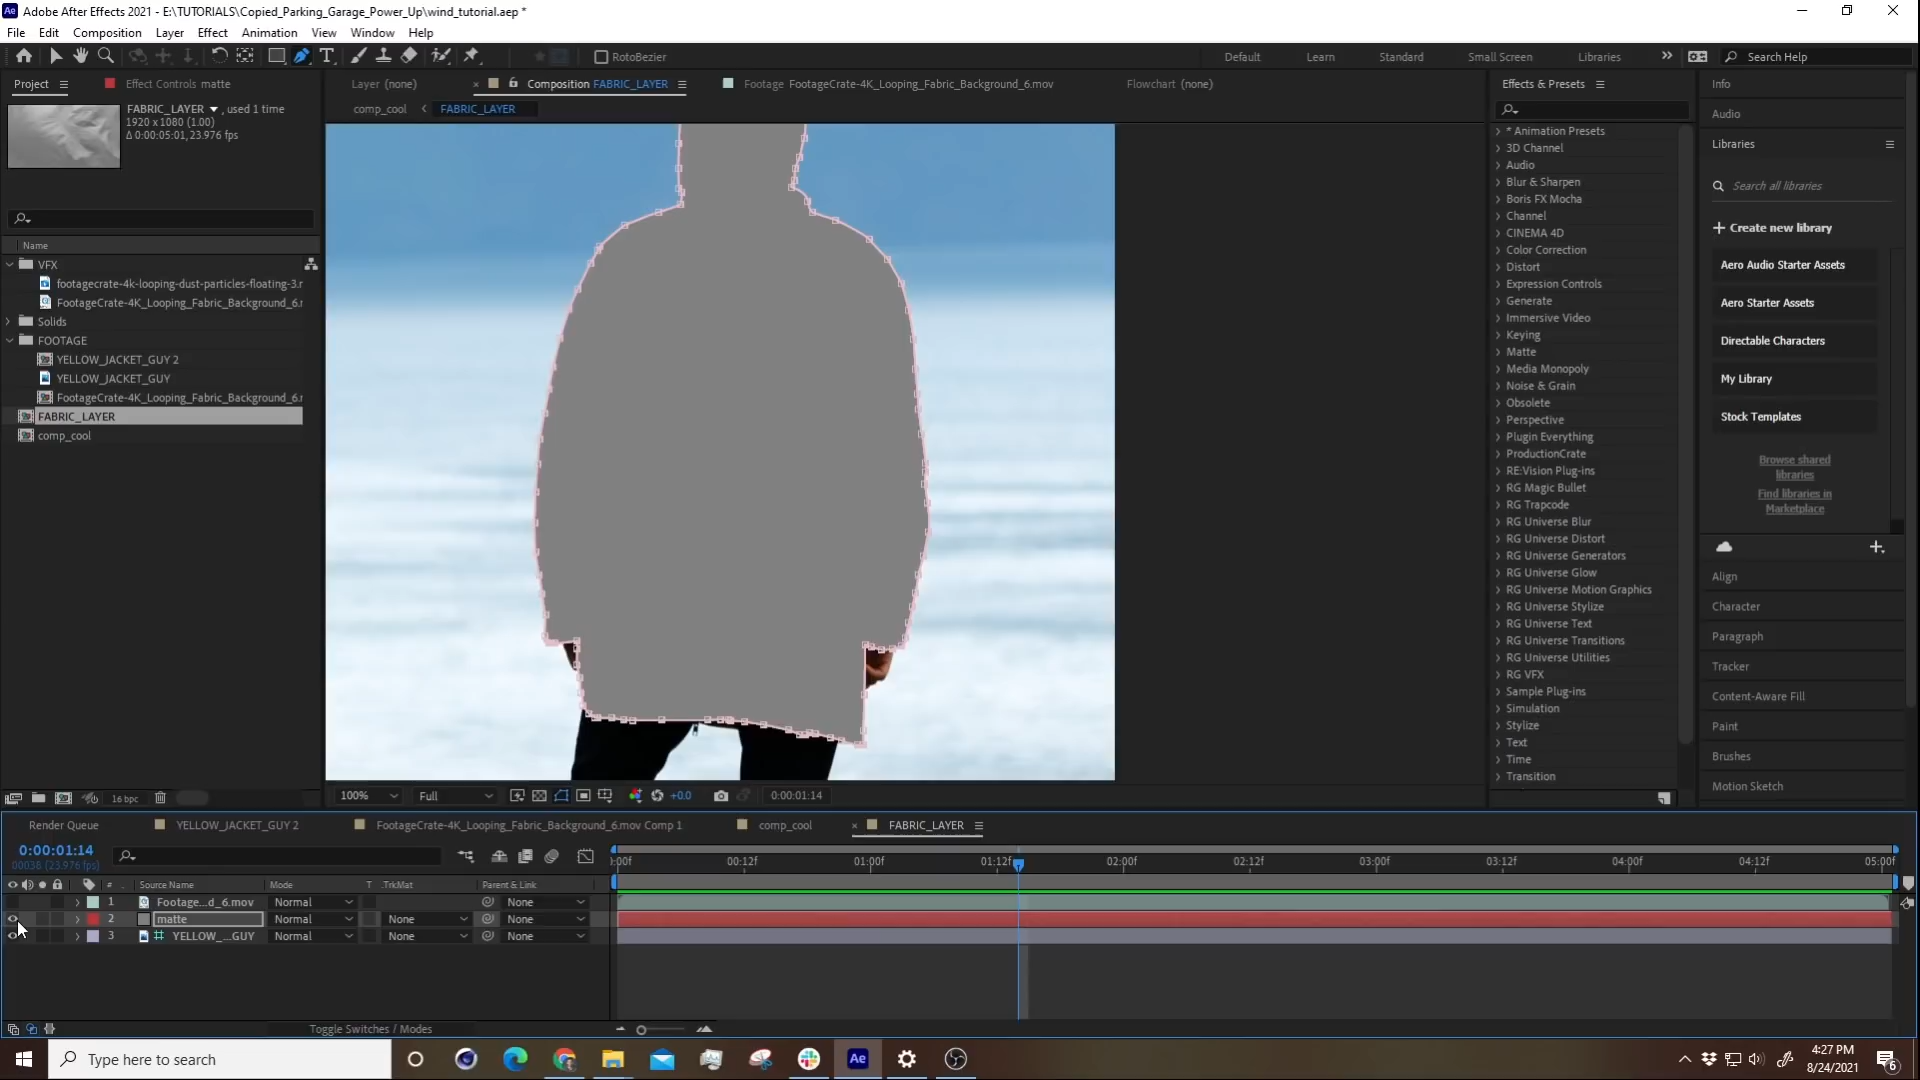 Adobe After Effects 2021 - E:\TUTORIALS\Copied_Parking_Garage_Power_Up\wind_tutorial.aep *
File Edit Composition Layer Effect Animation View Window Help
RotoBezier Default Learn Standard Small Screen Libraries Search Help
Project Effect Controls matte Layer (none) Composition FABRIC_LAYER Footage FootageCrate-4K_Looping_Fabric_Background_6.mov Flowchart (none) Effects & Presets Info
FABRIC_LAYER , used 1 time
1920 x 1080 (1.00)
Δ 0:00:05:01, 23.976 fps
comp_cool FABRIC_LAYER
Name
VFX
footagecrate-4k-looping-dust-particles-floating-3.r
FootageCrate-4K_Looping_Fabric_Background_6.r
Solids
FOOTAGE
YELLOW_JACKET_GUY 2
YELLOW_JACKET_GUY
FootageCrate-4K_Looping_Fabric_Background_6.r
FABRIC_LAYER
comp_cool
* Animation Presets
3D Channel
Audio
Blur & Sharpen
Boris FX Mocha
Channel
CINEMA 4D
Color Correction
Distort
Expression Controls
Generate
Immersive Video
Keying
Matte
Media Monopoly
Noise & Grain
Obsolete
Perspective
Plugin Everything
ProductionCrate
RE:Vision Plug-ins
RG Magic Bullet
RG Trapcode
RG Universe Blur
RG Universe Distort
RG Universe Generators
RG Universe Glow
RG Universe Motion Graphics
RG Universe Stylize
RG Universe Text
RG Universe Transitions
RG Universe Utilities
RG VFX
Sample Plug-ins
Simulation
Stylize
Text
Time
Transition
Audio
Libraries
Search all libraries
Create new library
Aero Audio Starter Assets
Aero Starter Assets
Directable Characters
My Library
Stock Templates
Browse shared
libraries
Find libraries in
Marketplace
Align
Character
Paragraph
Tracker
Content-Aware Fill
Paint
Brushes
Motion Sketch
16 bpc 100% Full +0.0 0:00:01:14
Render Queue YELLOW_JACKET_GUY 2 FootageCrate-4K_Looping_Fabric_Background_6.mov Comp 1 comp_cool FABRIC_LAYER
0:00:01:14
00038 (23.976 fps)
:00f 00:12f 01:00f 01:12f 02:00f 02:12f 03:00f 03:12f 04:00f 04:12f 05:00f
# Source Name Mode T .TrkMat Parent & Link
1 Footage...d_6.mov Normal None
2 matte Normal None None
3 YELLOW_...GUY Normal None None
Toggle Switches / Modes
Type here to search
Ae
4:27 PM
8/24/2021
6